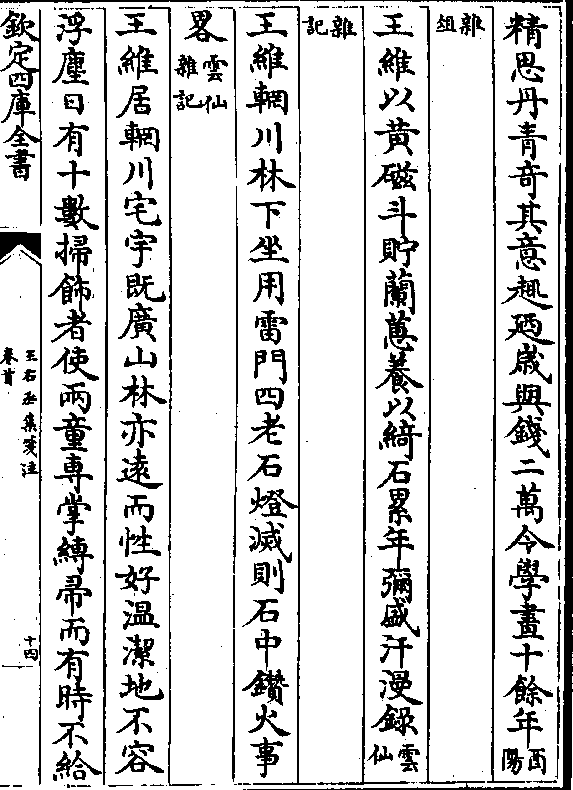 精思丹青奇其意趣廼歲與錢二萬令學畫十餘年酉陽
雜俎
王維以黄磁斗貯蘭蕙養以綺石累年彌盛汗漫録雲仙
雜記
王維輞川林下坐用雷門四老石燈滅則石中鑽火事
畧雲仙雜記
王維居輞川宅宇既廣山林亦遠而性好温潔地不容
浮塵日有十數掃飾者使兩童専掌縛帚而有時不給
欽定四庫全書
王右丞集箋注
卷首
十四